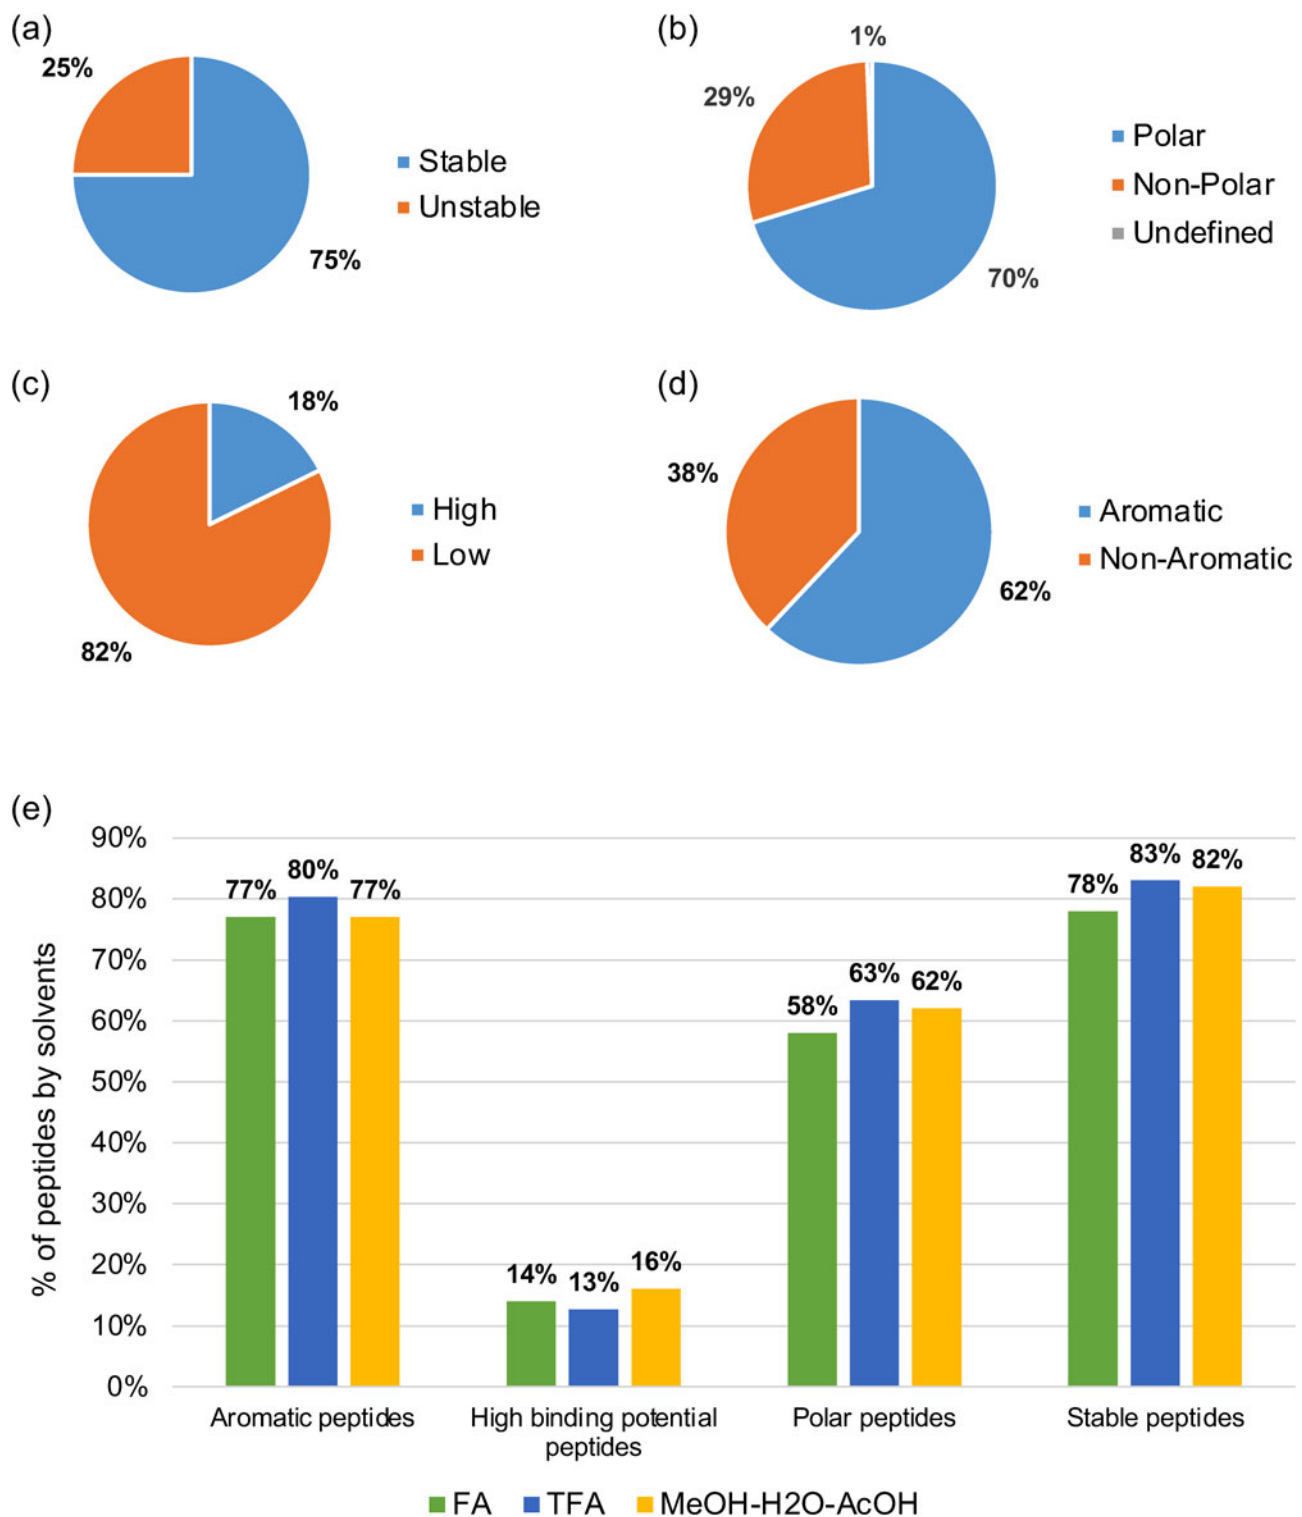 (a)
25%
75%
Stable
Unstable
(b)
1%
29%
70%
Polar
Non-Polar
Undefined
(c)
18%
82%
High
Low
(d)
38%
62%
Aromatic
Non-Aromatic
(e)
% of peptides by solvents
90%
80%
70%
60%
50%
40%
30%
20%
10%
0%
77% 80% 77%
14% 13% 16%
58% 63% 62%
78% 83% 82%
Aromatic peptides
High binding potential
peptides
Polar peptides
Stable peptides
FA TFA MeOH-H2O-AcOH